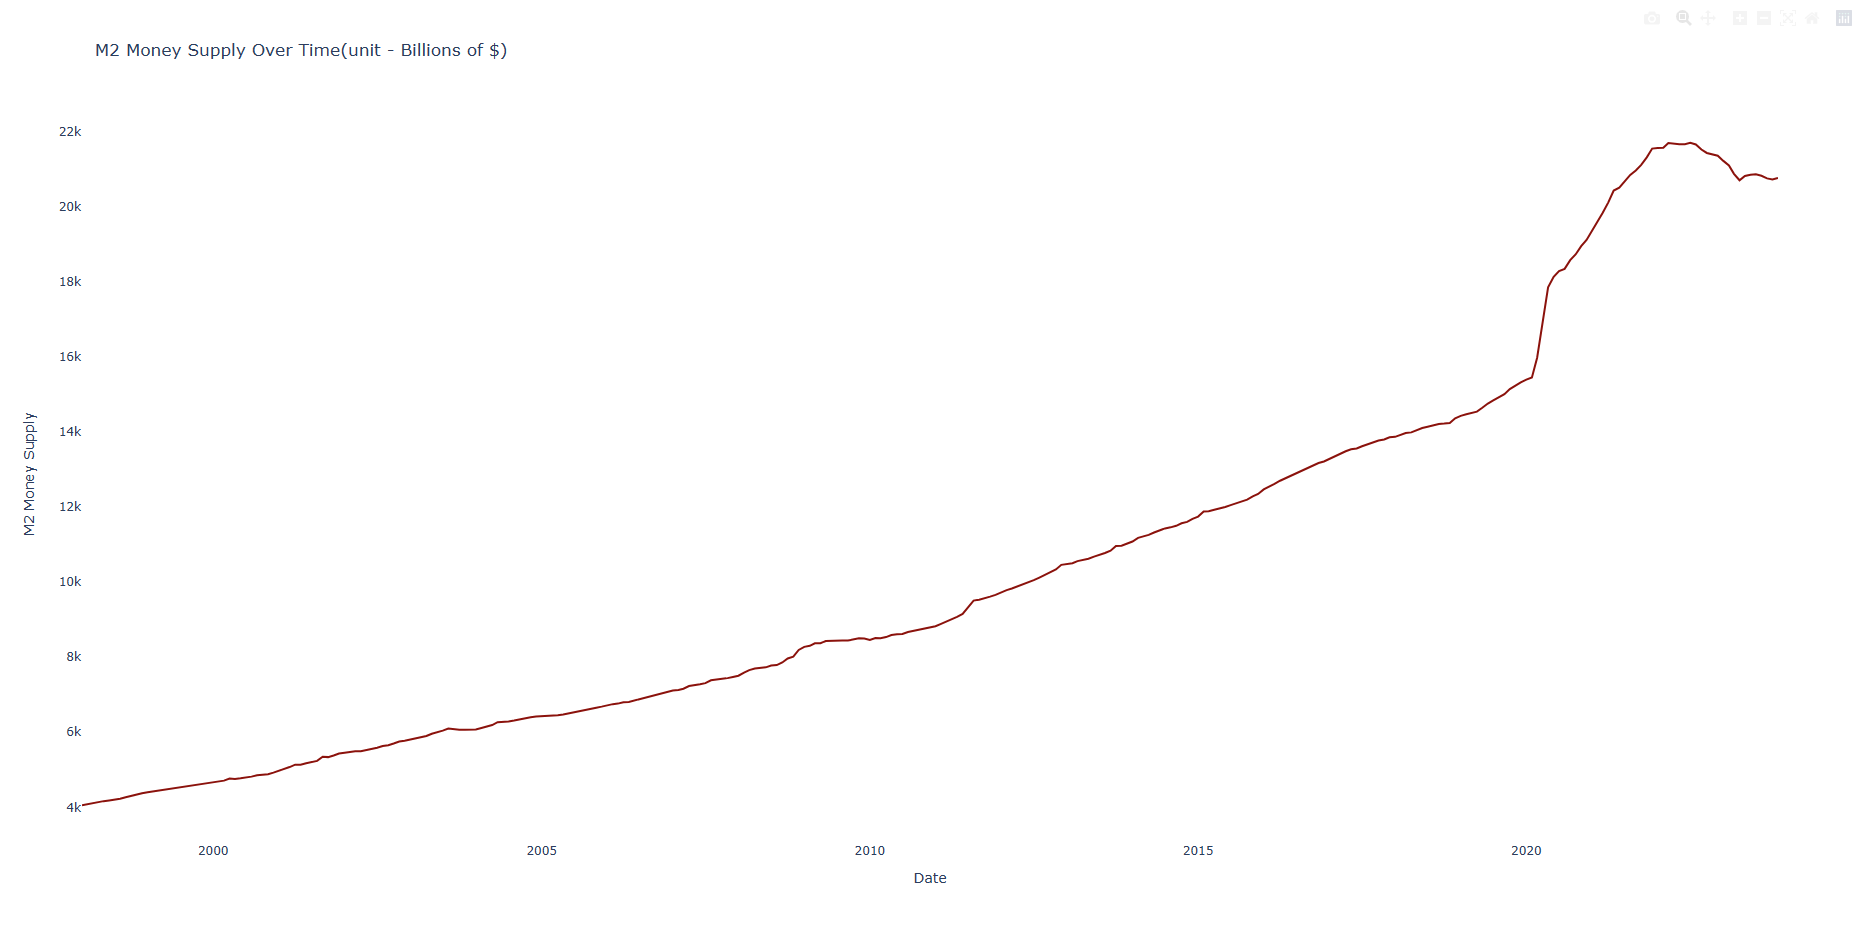 M2 Money Supply Over Time(unit - Billions of $)
22k
20k
18k
16k
14k
12k
10k
8k
6k
4k
M2 Money Supply
2000
2005
2010
2015
2020
Date